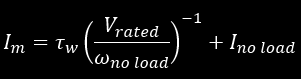 I_m = τ_w (V_rated / ω_no load)^−1 + I_no load